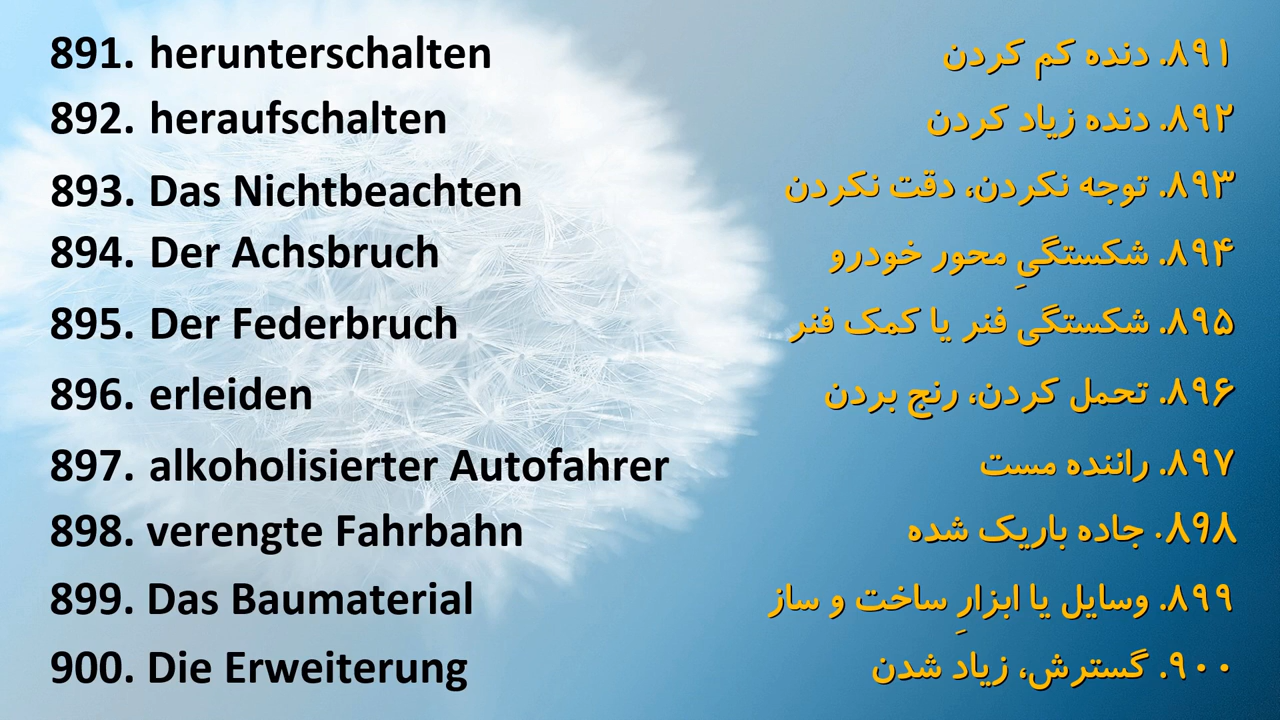 891. herunterschalten ۸۹۱. دنده کم کردن
892. heraufschalten ۸۹۲. دنده زیاد کردن
893. Das Nichtbeachten ۸۹۳. توجه نکردن، دقت نکردن
894. Der Achsbruch ۸۹۴. شکستگیِ محور خودرو
895. Der Federbruch ۸۹۵. شکستگی فنر یا کمک فنر
896. erleiden ۸۹۶. تحمل کردن، رنج بردن
897. alkoholisierter Autofahrer ۸۹۷. راننده مست
898. verengte Fahrbahn ۸۹۸. جاده باریک شده
899. Das Baumaterial ۸۹۹. وسایل یا ابزارِ ساخت و ساز
900. Die Erweiterung ۹۰۰. گسترش، زیاد شدن